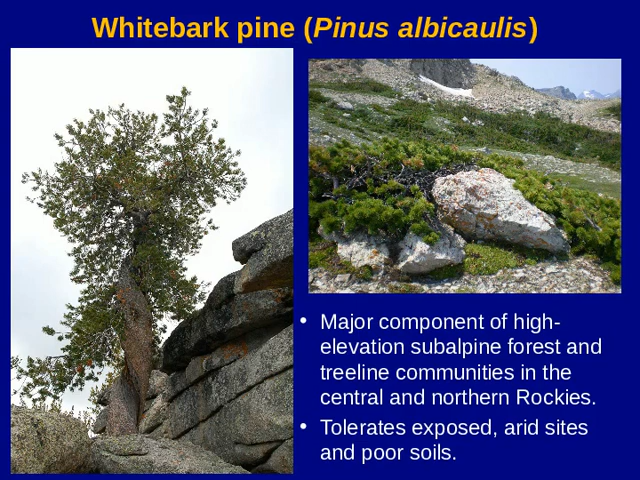 Whitebark pine (Pinus albicaulis)
• Major component of high-
elevation subalpine forest and
treeline communities in the
central and northern Rockies.
• Tolerates exposed, arid sites
and poor soils.